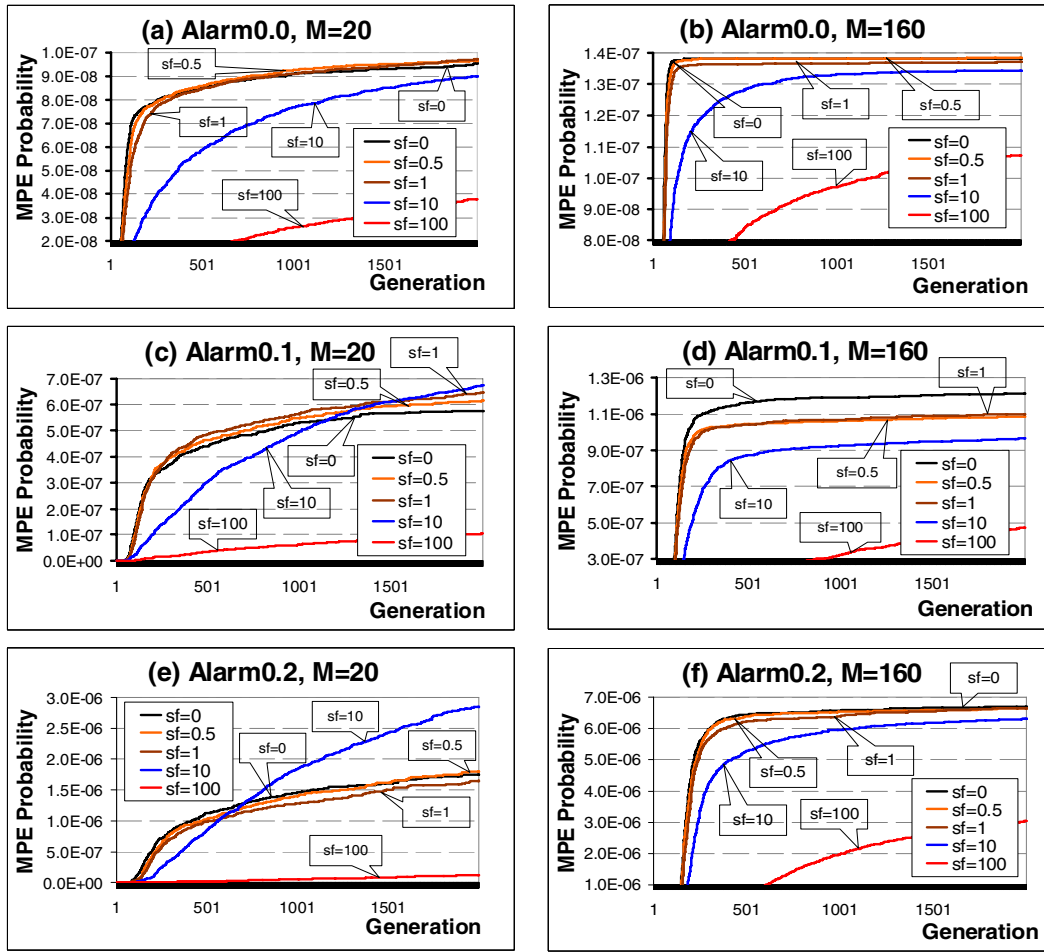 (a) Alarm0.0, M=20
MPE Probability
1.0E-07
9.0E-08
8.0E-08
7.0E-08
6.0E-08
5.0E-08
4.0E-08
3.0E-08
2.0E-08
sf=0.5
sf=1
sf=10
sf=0
sf=100
sf=0
sf=0.5
sf=1
sf=10
sf=100
1 501 1001 1501
Generation
(b) Alarm0.0, M=160
MPE Probability
1.4E-07
1.3E-07
1.2E-07
1.1E-07
1.0E-07
9.0E-08
8.0E-08
sf=1
sf=0.5
sf=0
sf=10
sf=100
sf=0
sf=0.5
sf=1
sf=10
sf=100
1 501 1001 1501
Generation
(c) Alarm0.1, M=20
MPE Probability
7.0E-07
6.0E-07
5.0E-07
4.0E-07
3.0E-07
2.0E-07
1.0E-07
0.0E+00
sf=1
sf=0.5
sf=0
sf=10
sf=100
sf=0
sf=0.5
sf=1
sf=10
sf=100
1 501 1001 1501
Generation
(d) Alarm0.1, M=160
MPE Probability
1.3E-06
1.1E-06
9.0E-07
7.0E-07
5.0E-07
3.0E-07
sf=0
sf=1
sf=0.5
sf=10
sf=100
sf=0
sf=0.5
sf=1
sf=10
sf=100
1 501 1001 1501
Generation
(e) Alarm0.2, M=20
MPE Probability
3.0E-06
2.5E-06
2.0E-06
1.5E-06
1.0E-06
5.0E-07
0.0E+00
sf=0
sf=0.5
sf=1
sf=10
sf=100
sf=10
sf=0
sf=0.5
sf=1
sf=100
1 501 1001 1501
Generation
(f) Alarm0.2, M=160
MPE Probability
7.0E-06
6.0E-06
5.0E-06
4.0E-06
3.0E-06
2.0E-06
1.0E-06
sf=0
sf=0.5
sf=1
sf=10
sf=100
sf=0
sf=0.5
sf=1
sf=10
sf=100
1 501 1001 1501
Generation